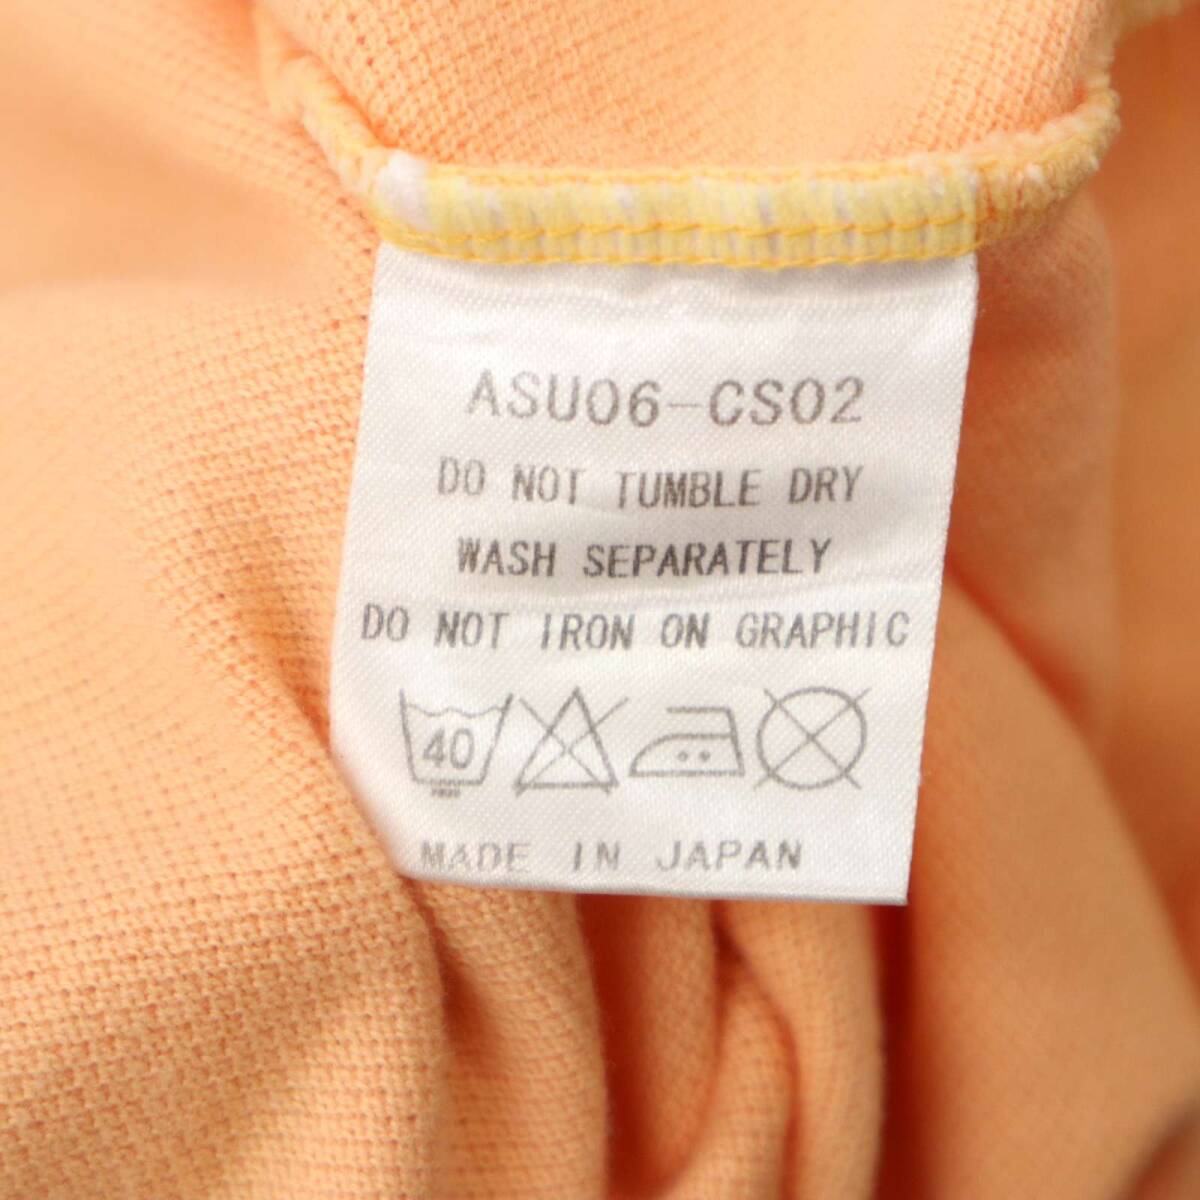 ASU06-CS02
DO NOT TUMBLE DRY
WASH SEPARATELY
DO NOT IRON ON GRAPHIC
40
MADE IN JAPAN